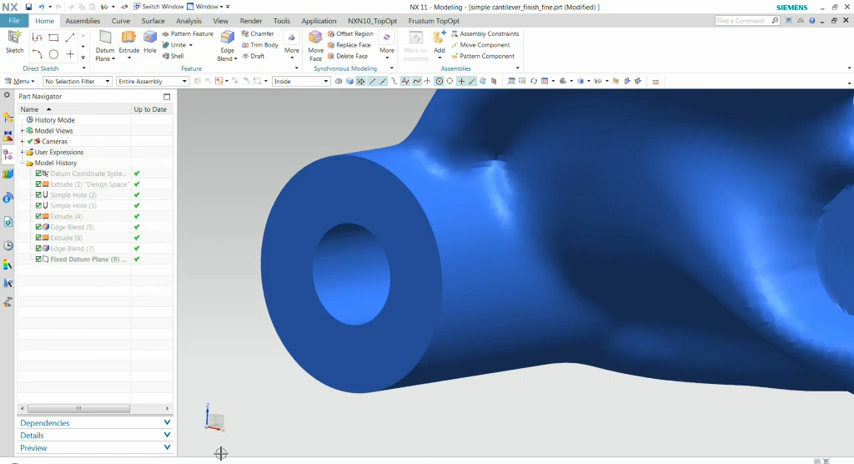 NX
Switch Window
Window
NX 11 - Modeling - [simple cantilever_finish_fine.prt (Modified) ]
SIEMENS
File Home Assemblies Curve Surface Analysis View Render Tools Application NXN10_TopOpt Frustum TopOpt
Find a Command
Sketch
Direct Sketch
Datum Plane
Extrude
Hole
Pattern Feature
Unite
Shell
Edge Blend
Chamfer
Trim Body
Draft
More
Feature
Move Face
Offset Region
Replace Face
Delete Face
More
Synchronous Modeling
Work on Assembly
Add
Assembly Constraints
Move Component
Pattern Component
Assemblies
Menu
No Selection Filter
Entire Assembly
Inside
Part Navigator
Name Up to Date
History Mode
Model Views
Cameras
User Expressions
Model History
Datum Coordinate Syste...
Extrude (1) "Design Space"
Simple Hole (2)
Simple Hole (3)
Extrude (4)
Edge Blend (5)
Extrude (6)
Edge Blend (7)
Fixed Datum Plane (9) ...
Dependencies
Details
Preview